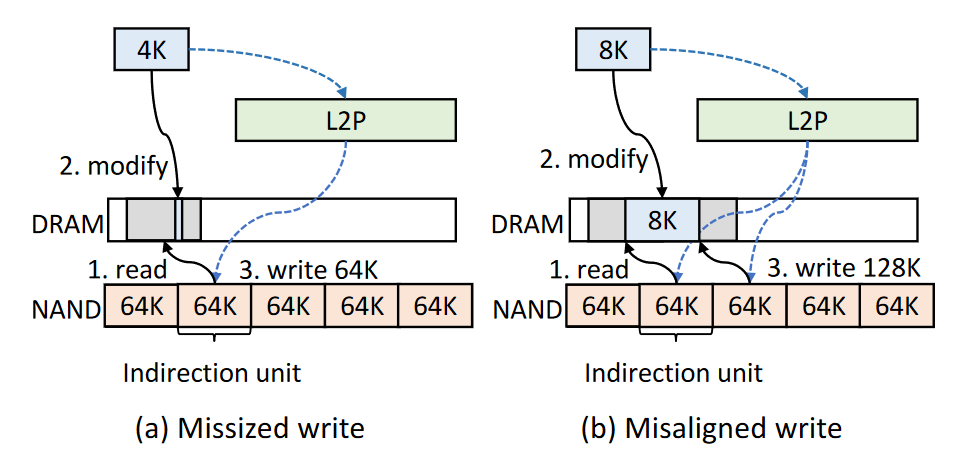 4K
L2P
2. modify
DRAM
1. read
3. write 64K
NAND 64K 64K 64K 64K 64K
Indirection unit
(a) Missized write
8K
L2P
2. modify
DRAM 8K
1. read
3. write 128K
NAND 64K 64K 64K 64K 64K
Indirection unit
(b) Misaligned write